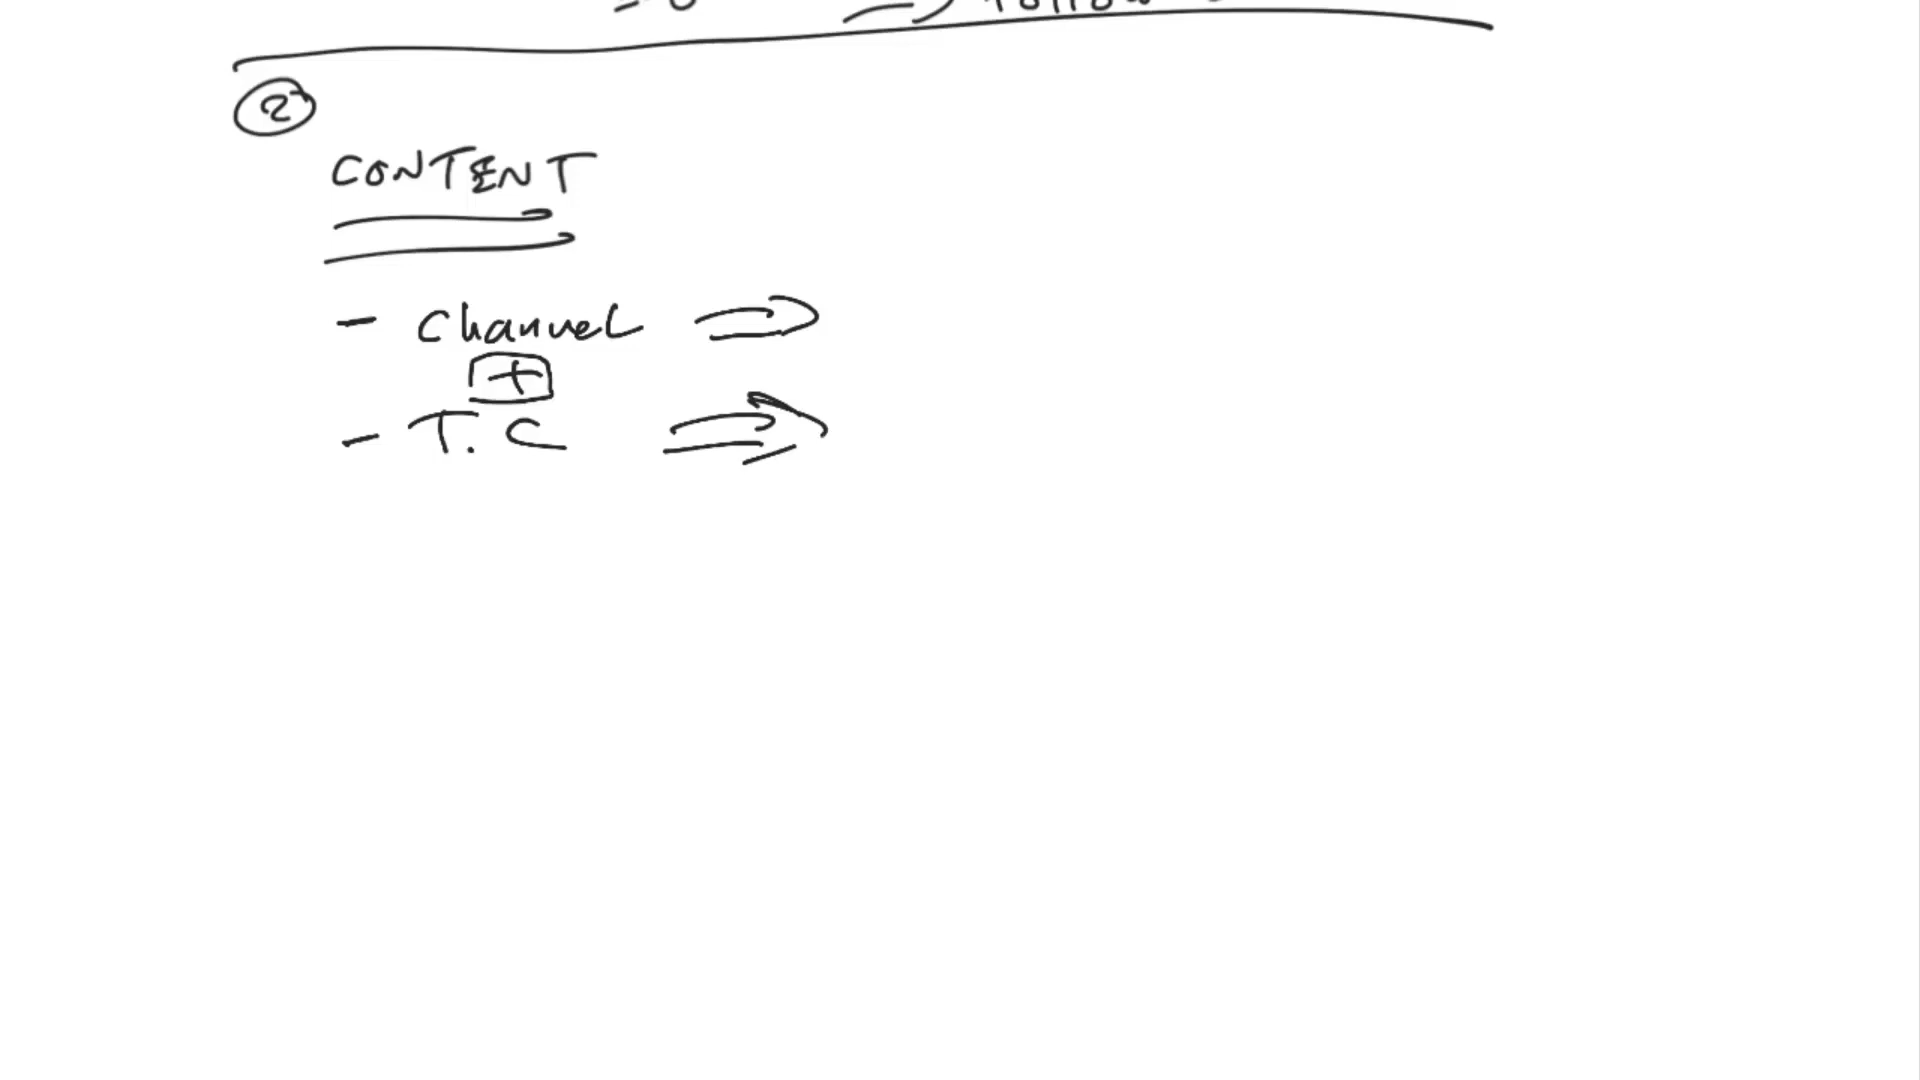 ②
CONTENT
- Channel ⇒
+
- T.C ⇒